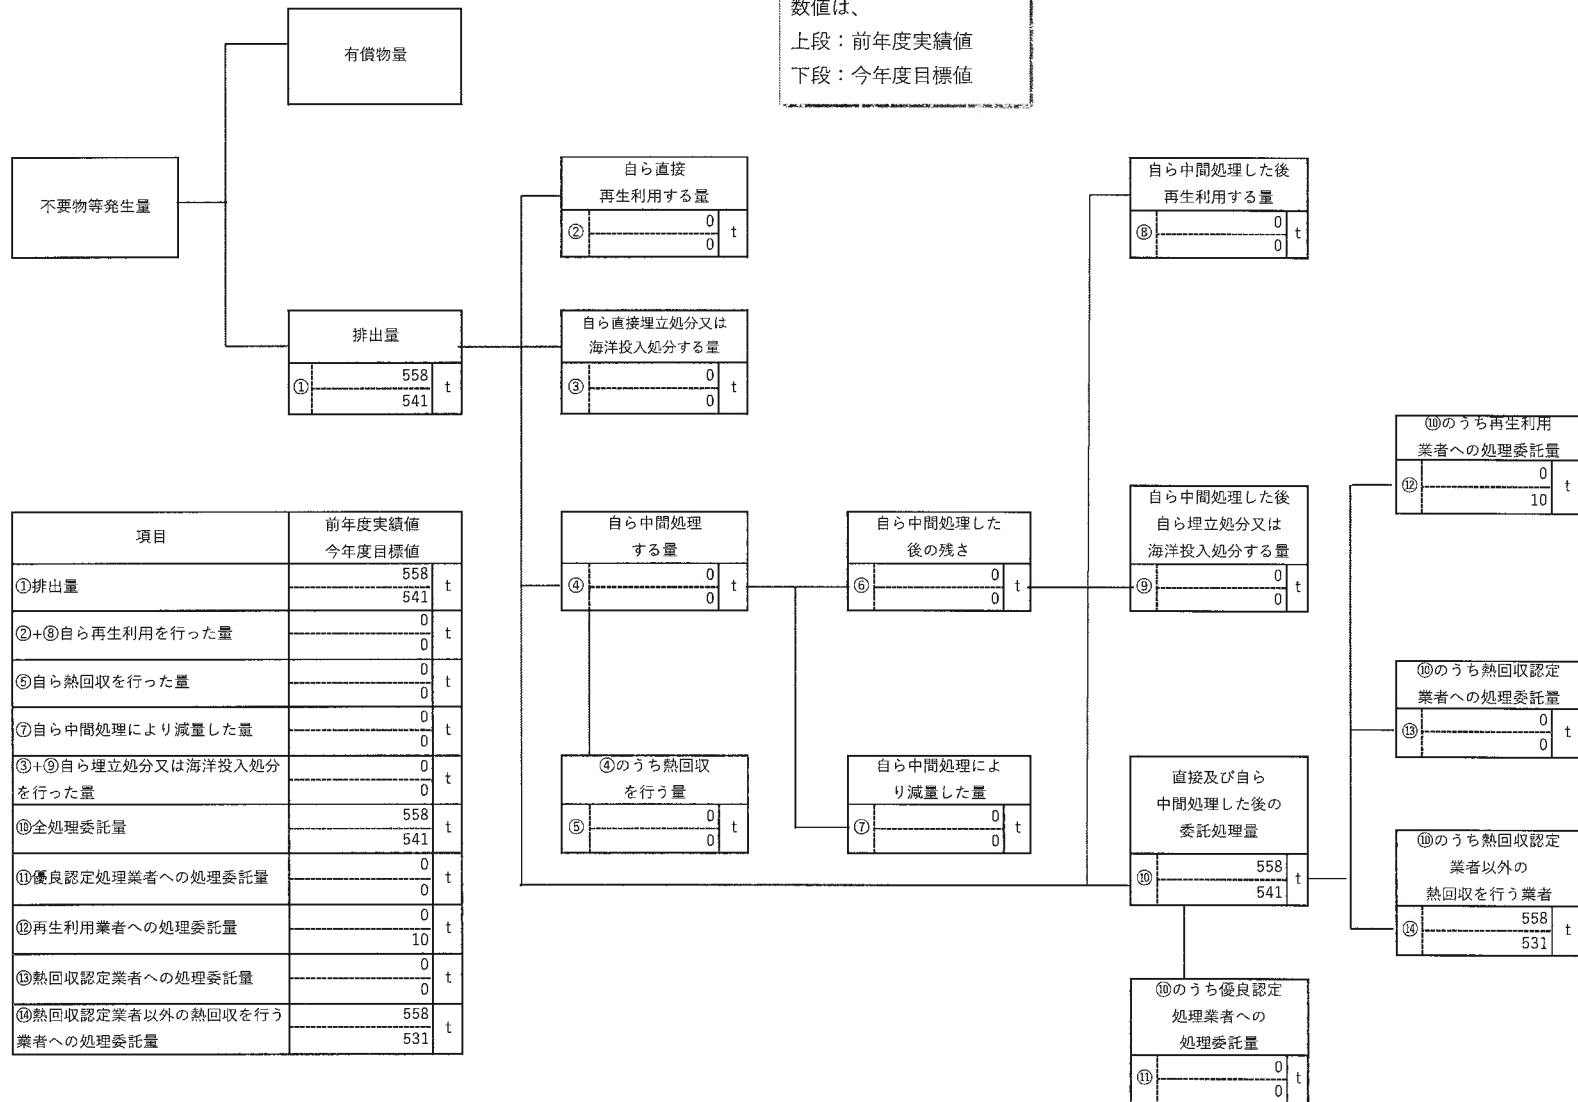 数値は、
上段：前年度実績値
下段：今年度目標値
有償物量
不要物等発生量
排出量
①
558
541
t
自ら直接
再生利用する量
②
0
0
t
自ら直接埋立処分又は
海洋投入処分する量
③
0
0
t
自ら中間処理
する量
④
0
0
t
④のうち熱回収
を行う量
⑤
0
0
t
自ら中間処理した
後の残さ
⑥
0
0
t
自ら中間処理によ
り減量した量
⑦
0
0
t
自ら中間処理した後
再生利用する量
⑧
0
0
t
自ら中間処理した後
自ら埋立処分又は
海洋投入処分する量
⑨
0
0
t
直接及び自ら
中間処理した後の
委託処理量
⑩
558
541
t
⑩のうち優良認定
処理業者への
処理委託量
⑪
0
0
t
⑩のうち再生利用
業者への処理委託量
⑫
0
10
t
⑩のうち熱回収認定
業者への処理委託量
⑬
0
0
t
⑩のうち熱回収認定
業者以外の
熱回収を行う業者
⑭
558
531
t
項目
前年度実績値
今年度目標値
①排出量
558
541
t
②+⑧自ら再生利用を行った量
0
0
t
⑤自ら熱回収を行った量
0
0
t
⑦自ら中間処理により減量した量
0
0
t
③+⑨自ら埋立処分又は海洋投入処分
を行った量
0
0
t
⑩全処理委託量
558
541
t
⑪優良認定処理業者への処理委託量
0
0
t
⑫再生利用業者への処理委託量
0
10
t
⑬熱回収認定業者への処理委託量
0
0
t
⑭熱回収認定業者以外の熱回収を行う
業者への処理委託量
558
531
t